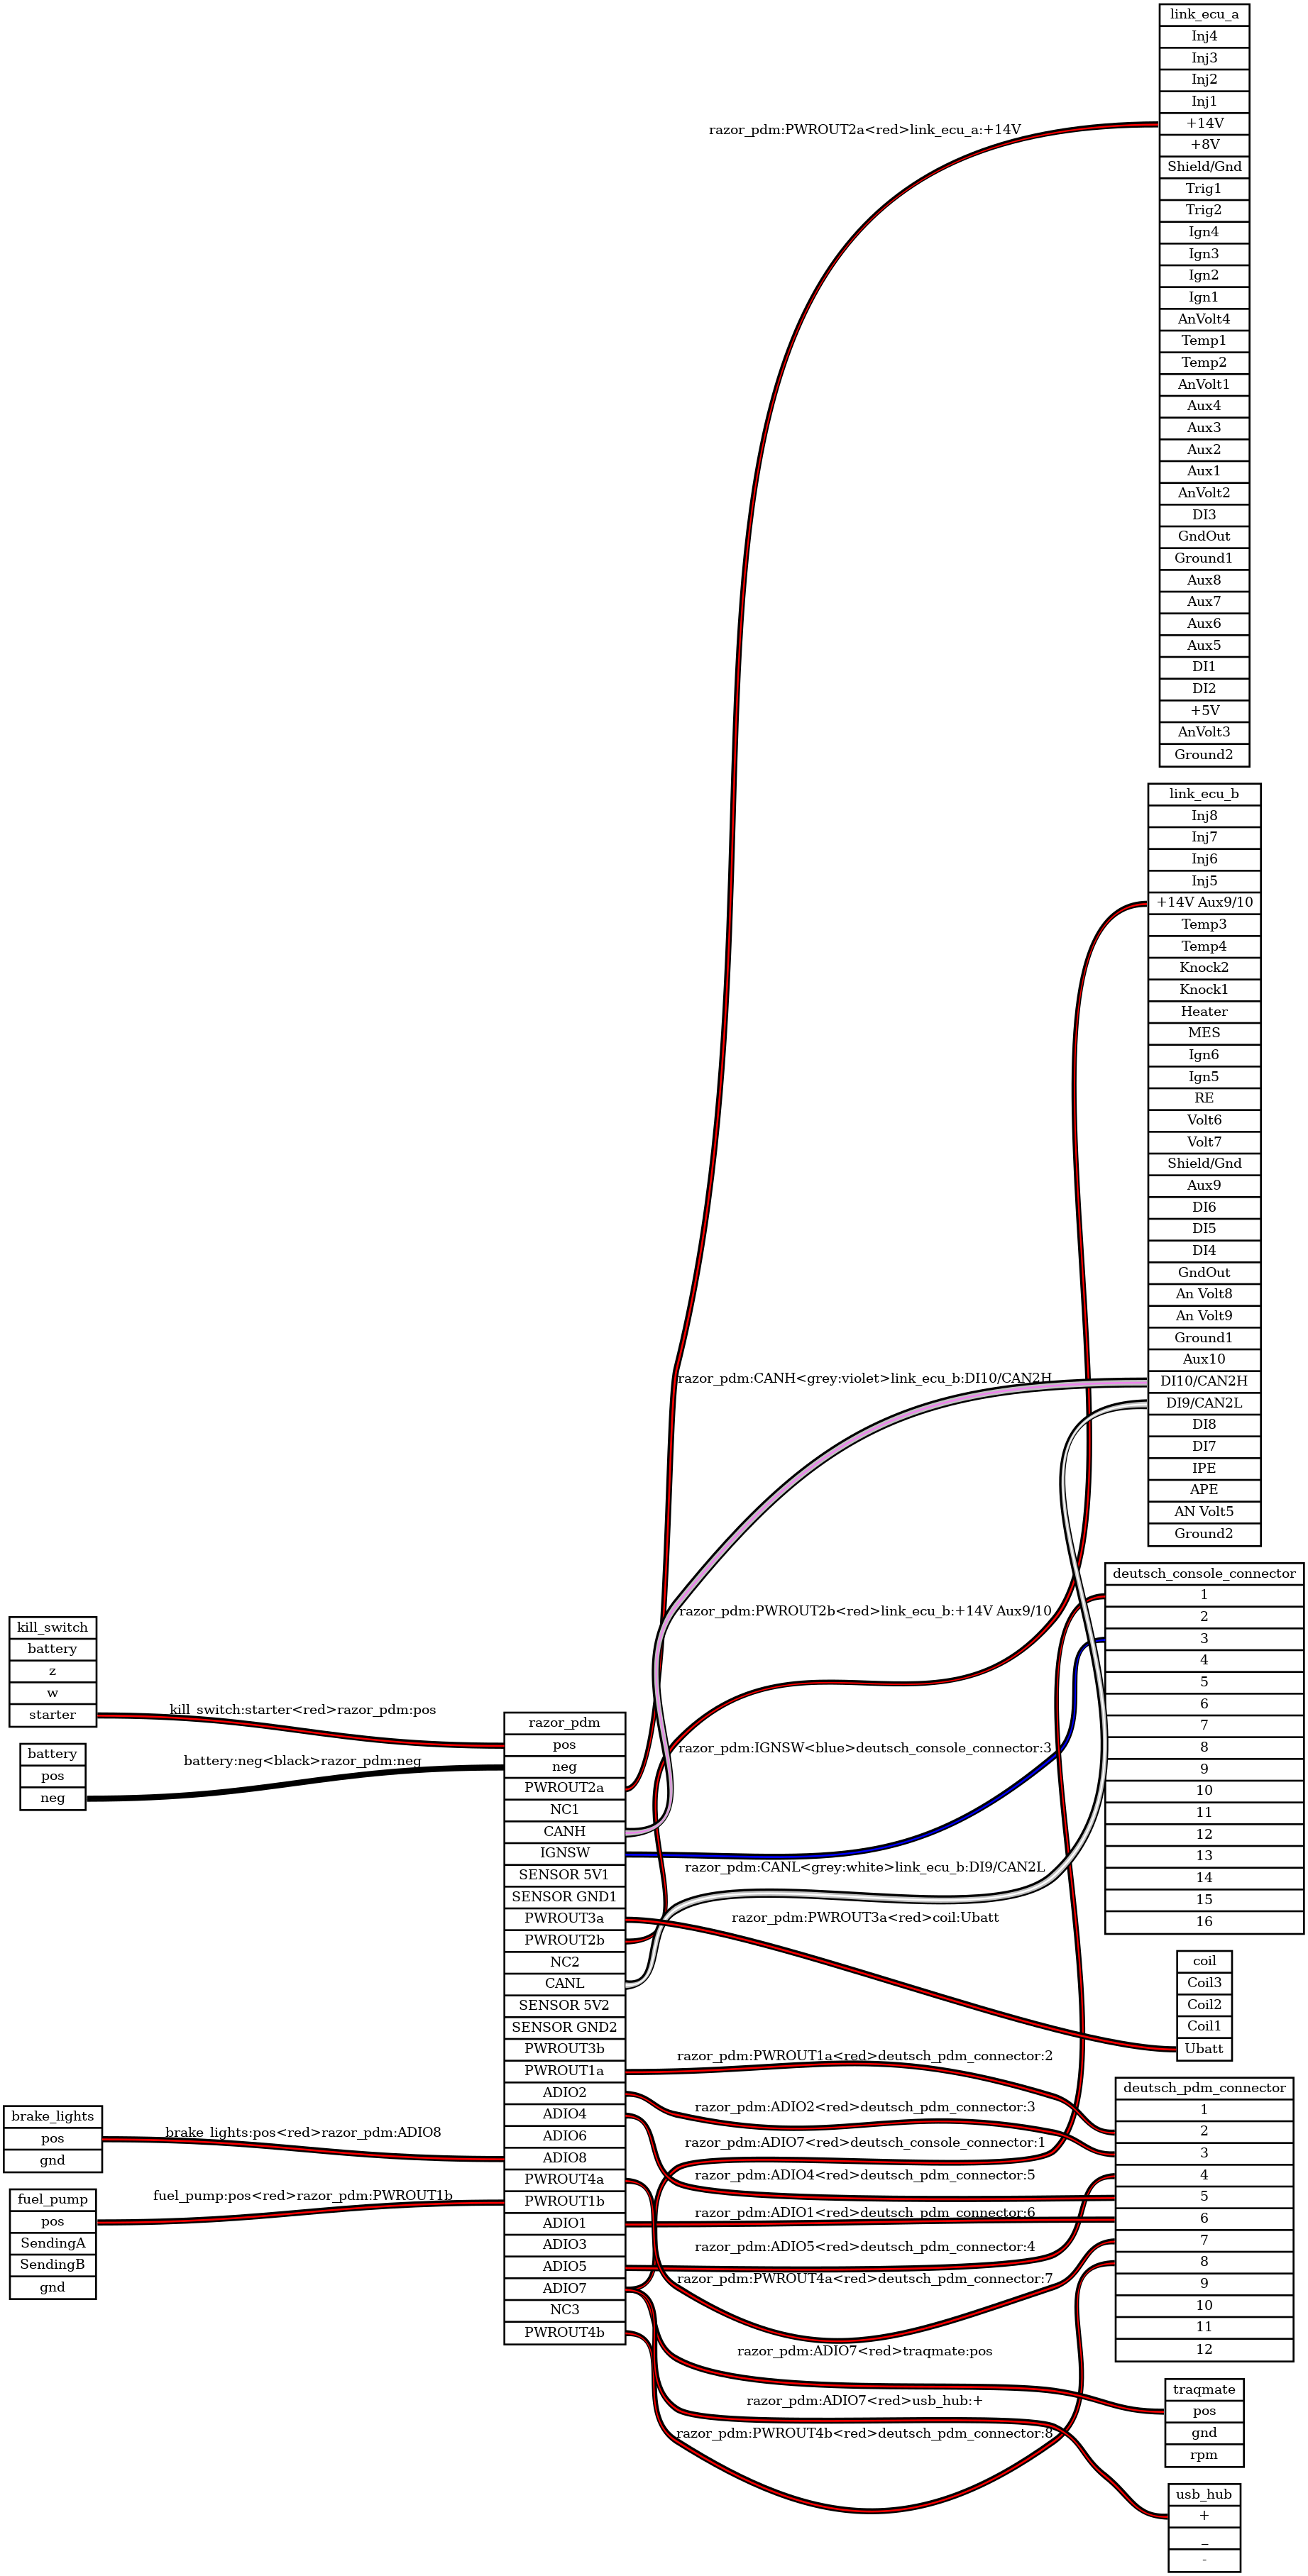 link_ecu_a
Inj4
Inj3
Inj2
Inj1
+14V
+8V
Shield/Gnd
Trig1
Trig2
Ign4
Ign3
Ign2
Ign1
AnVolt4
Temp1
Temp2
AnVolt1
Aux4
Aux3
Aux2
Aux1
AnVolt2
DI3
GndOut
Ground1
Aux8
Aux7
Aux6
Aux5
DI1
DI2
+5V
AnVolt3
Ground2
razor_pdm:PWROUT2a<red>link_ecu_a:+14V
link_ecu_b
Inj8
Inj7
Inj6
Inj5
+14V Aux9/10
Temp3
Temp4
Knock2
Knock1
Heater
MES
Ign6
Ign5
RE
Volt6
Volt7
Shield/Gnd
Aux9
DI6
DI5
DI4
GndOut
An Volt8
An Volt9
Ground1
Aux10
DI10/CAN2H
DI9/CAN2L
DI8
DI7
IPE
APE
AN Volt5
Ground2
razor_pdm:CANH<grey:violet>link_ecu_b:DI10/CAN2H
razor_pdm:PWROUT2b<red>link_ecu_b:+14V Aux9/10
razor_pdm:IGNSW<blue>deutsch_console_connector:3
razor_pdm:CANL<grey:white>link_ecu_b:DI9/CAN2L
razor_pdm:PWROUT3a<red>coil:Ubatt
deutsch_console_connector
1
2
3
4
5
6
7
8
9
10
11
12
13
14
15
16
kill_switch
battery
z
w
starter
kill_switch:starter<red>razor_pdm:pos
battery
pos
neg
battery:neg<black>razor_pdm:neg
razor_pdm
pos
neg
PWROUT2a
NC1
CANH
IGNSW
SENSOR 5V1
SENSOR GND1
PWROUT3a
PWROUT2b
NC2
CANL
SENSOR 5V2
SENSOR GND2
PWROUT3b
PWROUT1a
ADIO2
ADIO4
ADIO6
ADIO8
PWROUT4a
PWROUT1b
ADIO1
ADIO3
ADIO5
ADIO7
NC3
PWROUT4b
coil
Coil3
Coil2
Coil1
Ubatt
brake_lights
pos
gnd
brake_lights:pos<red>razor_pdm:ADIO8
fuel_pump
pos
SendingA
SendingB
gnd
fuel_pump:pos<red>razor_pdm:PWROUT1b
razor_pdm:PWROUT1a<red>deutsch_pdm_connector:2
razor_pdm:ADIO2<red>deutsch_pdm_connector:3
razor_pdm:ADIO7<red>deutsch_console_connector:1
razor_pdm:ADIO4<red>deutsch_pdm_connector:5
razor_pdm:ADIO1<red>deutsch_pdm_connector:6
razor_pdm:ADIO5<red>deutsch_pdm_connector:4
razor_pdm:PWROUT4a<red>deutsch_pdm_connector:7
razor_pdm:ADIO7<red>traqmate:pos
razor_pdm:ADIO7<red>usb_hub:+
razor_pdm:PWROUT4b<red>deutsch_pdm_connector:8
deutsch_pdm_connector
1
2
3
4
5
6
7
8
9
10
11
12
traqmate
pos
gnd
rpm
usb_hub
+
_
-